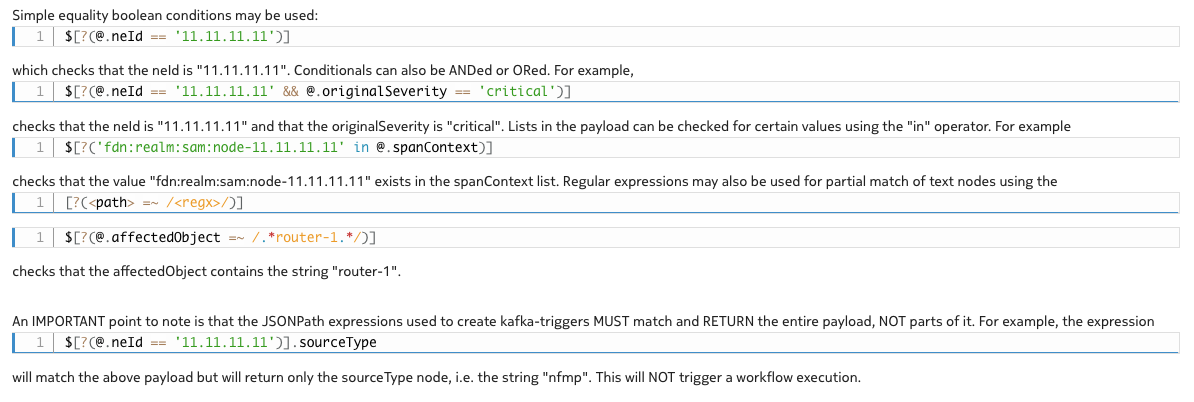 Simple equality boolean conditions may be used:
1 $[?(@.neId == '11.11.11.11')]
which checks that the neId is "11.11.11.11". Conditionals can also be ANDed or ORed. For example,
1 $[?(@.neId == '11.11.11.11' && @.originalSeverity == 'critical')]
checks that the neId is "11.11.11.11" and that the originalSeverity is "critical". Lists in the payload can be checked for certain values using the "in" operator. For example
1 $[?('fdn:realm:sam:node-11.11.11.11' in @.spanContext)]
checks that the value "fdn:realm:sam:node-11.11.11.11" exists in the spanContext list. Regular expressions may also be used for partial match of text nodes using the
1 [?(<path> =~ /<regx>/)]
1 $[?(@.affectedObject =~ /.*router-1.*/)]
checks that the affectedObject contains the string "router-1".
An IMPORTANT point to note is that the JSONPath expressions used to create kafka-triggers MUST match and RETURN the entire payload, NOT parts of it. For example, the expression
1 $[?(@.neId == '11.11.11.11')].sourceType
will match the above payload but will return only the sourceType node, i.e. the string "nfmp". This will NOT trigger a workflow execution.